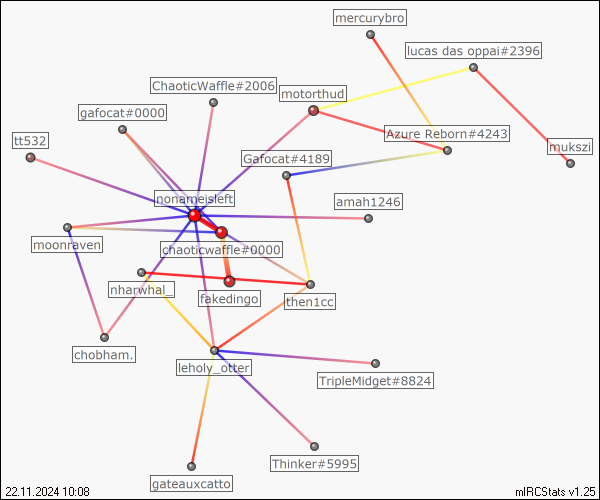 mercurybro
lucas das oppai#2396
ChaoticWaffle#2006
motorthud
gafocat#0000
Azure Reborn#4243
tt532
mukszi
Gafocat#4189
nonameisleft
amah1246
moonraven
chaoticwaffle#0000
nharwhal_
fakedingo
then1cc
chobham.
leholy_otter
TripleMidget#8824
Thinker#5995
gateauxcatto
22.11.2024 10:08
mIRCStats v1.25